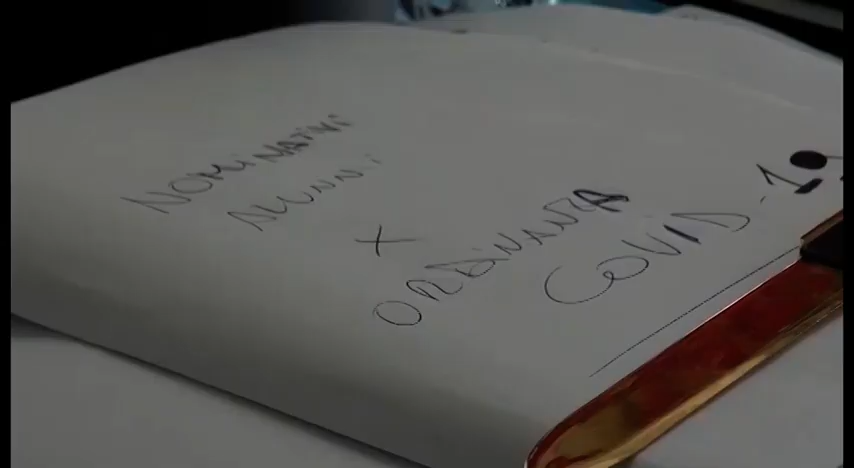 NOMINATIVI
ALUNNI
X
ORDINANZA
COVID-19